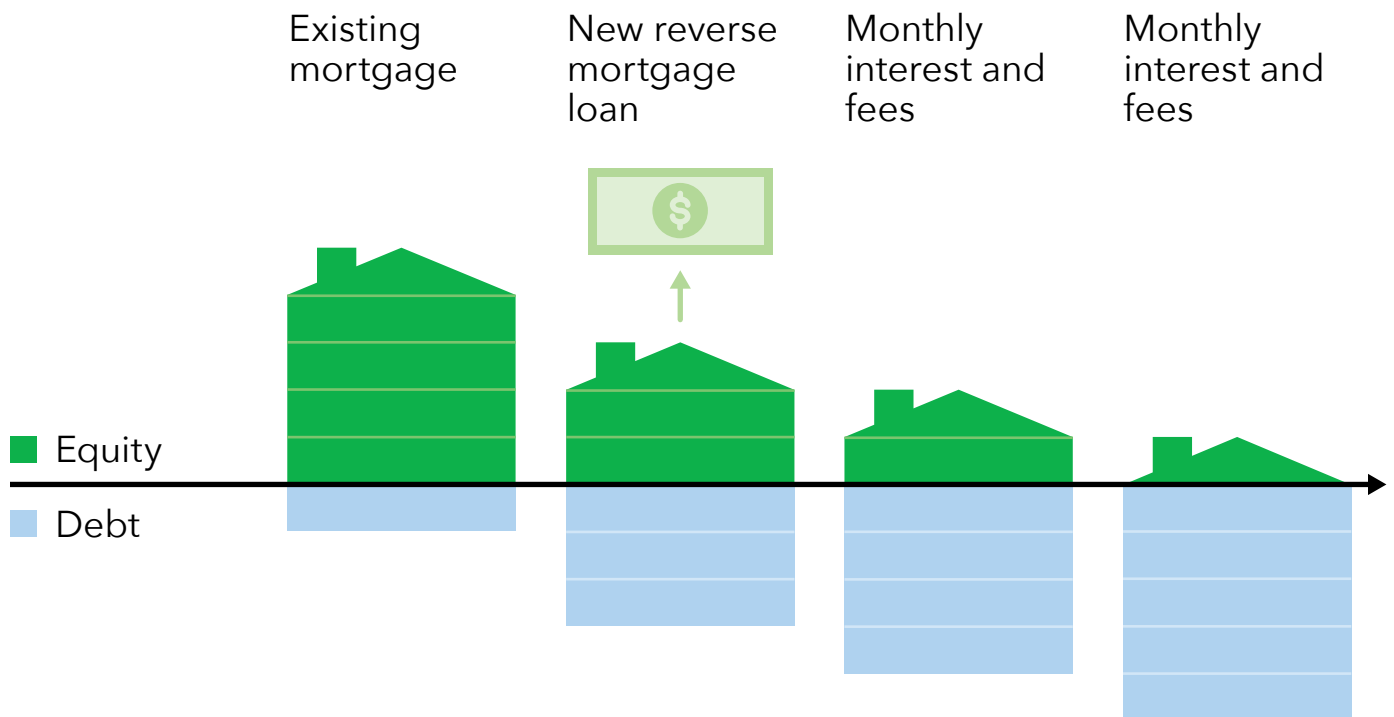 Existing
mortgage
New reverse
mortgage
loan
Monthly
interest and
fees
Monthly
interest and
fees
$
Equity
Debt